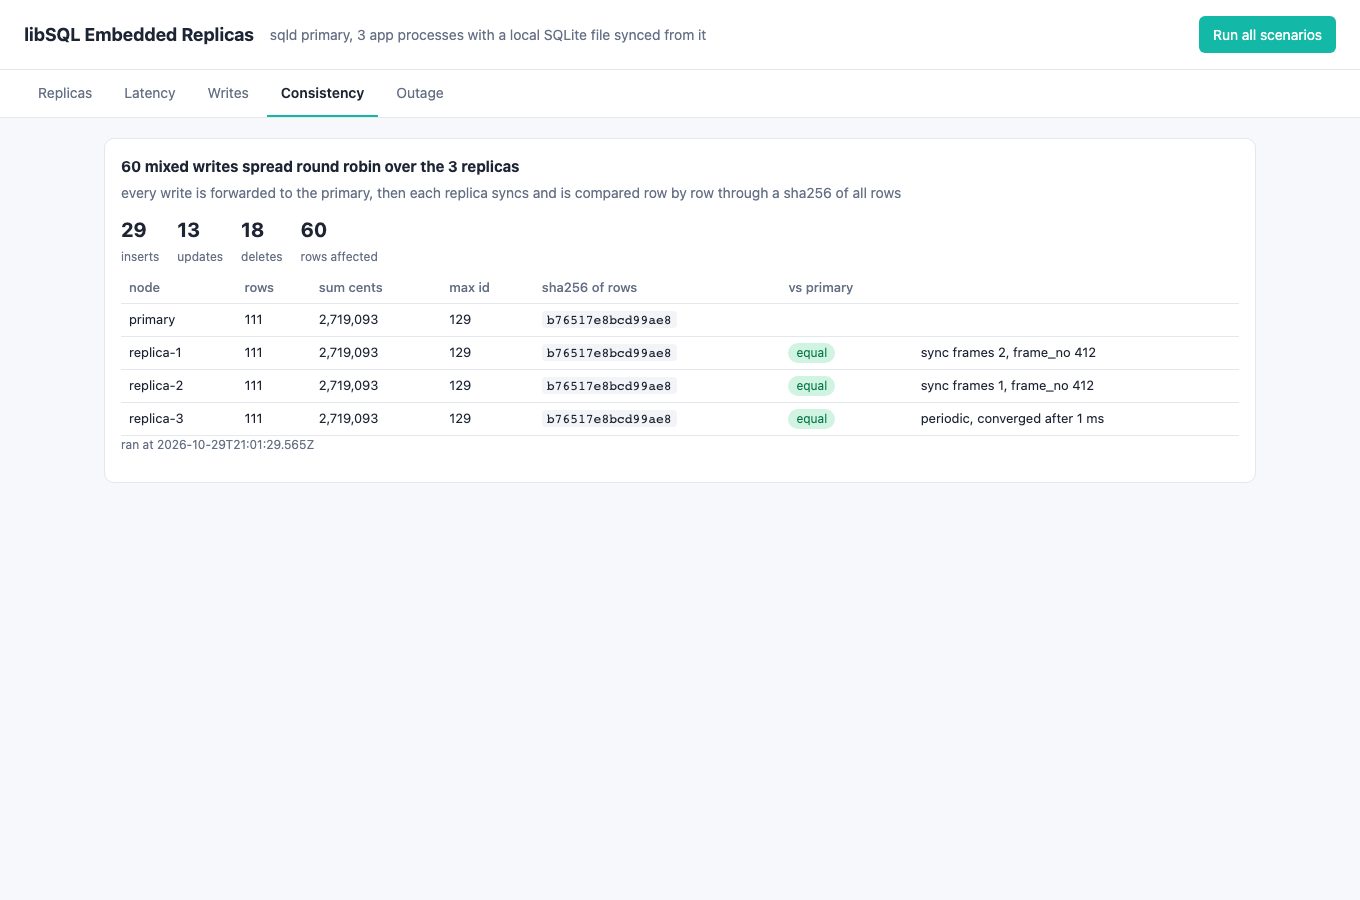 libSQL Embedded Replicas sqld primary, 3 app processes with a local SQLite file synced from it Run all scenarios
Replicas Latency Writes Consistency Outage
60 mixed writes spread round robin over the 3 replicas
every write is forwarded to the primary, then each replica syncs and is compared row by row through a sha256 of all rows
29 13 18 60
inserts updates deletes rows affected
node rows sum cents max id sha256 of rows vs primary
primary 111 2,719,093 129 b76517e8bcd99ae8
replica-1 111 2,719,093 129 b76517e8bcd99ae8 equal sync frames 2, frame_no 412
replica-2 111 2,719,093 129 b76517e8bcd99ae8 equal sync frames 1, frame_no 412
replica-3 111 2,719,093 129 b76517e8bcd99ae8 equal periodic, converged after 1 ms
ran at 2026-10-29T21:01:29.565Z